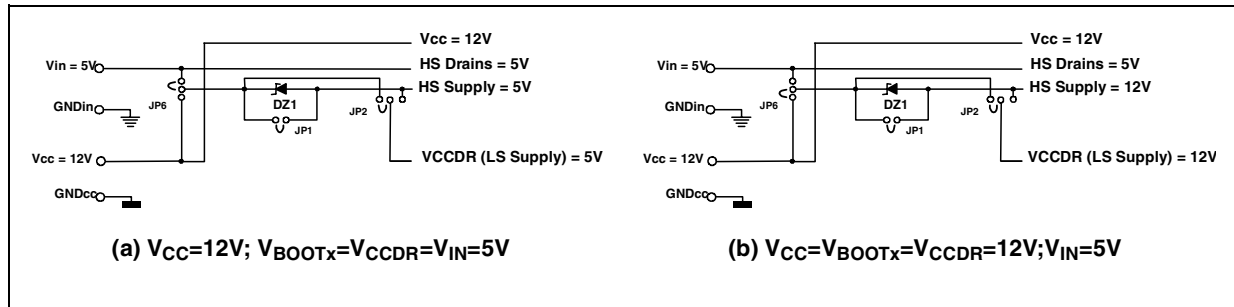 Vcc = 12V
Vin = 5V
HS Drains = 5V
HS Supply = 5V
JP6
DZ1
GNDin
JP2
JP1
Vcc = 12V
VCCDR (LS Supply) = 5V
GNDcc
(a) VCC=12V; VBOOTx=VCCDR=VIN=5V
Vcc = 12V
Vin = 5V
HS Drains = 5V
HS Supply = 12V
JP6
DZ1
GNDin
JP2
JP1
Vcc = 12V
VCCDR (LS Supply) = 12V
GNDcc
(b) VCC=VBOOTx=VCCDR=12V;VIN=5V